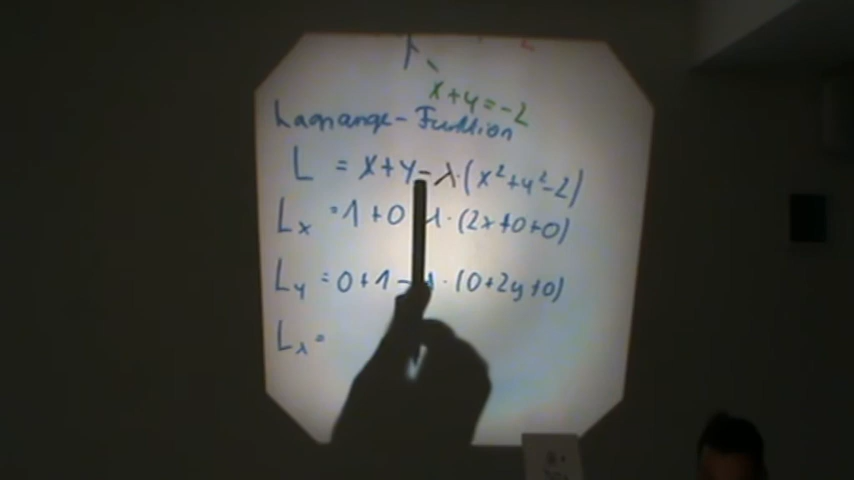 x+y=-2
Lagrange-Funktion
L = x+y-λ·(x²+y²-2)
Lx = 1+0 λ·(2x+0+0)
Ly = 0+1-λ·(0+2y+0)
Lλ =